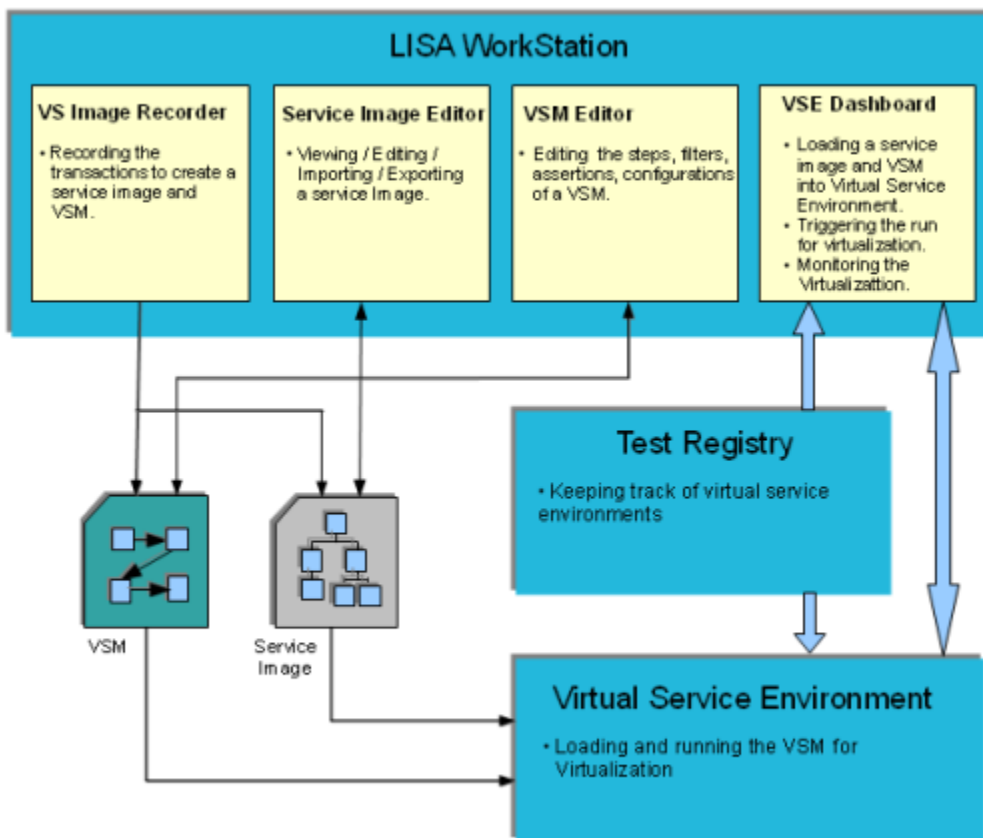 LISA WorkStation
VS Image Recorder
• Recording the
transactions to create a
service image and
VSM.
Service Image Editor
• Viewing / Editing /
Importing / Exporting
a service Image.
VSM Editor
• Editing the steps, filters,
assertions, configurations
of a VSM.
VSE Dashboard
• Loading a service
image and VSM
into Virtual Service
Environment.
• Triggering the run
for virtualization.
• Monitoring the
Virtualizattion.
Test Registry
• Keeping track of virtual service
environments
VSM
Service
Image
Virtual Service Environment
• Loading and running the VSM for
Virtualization